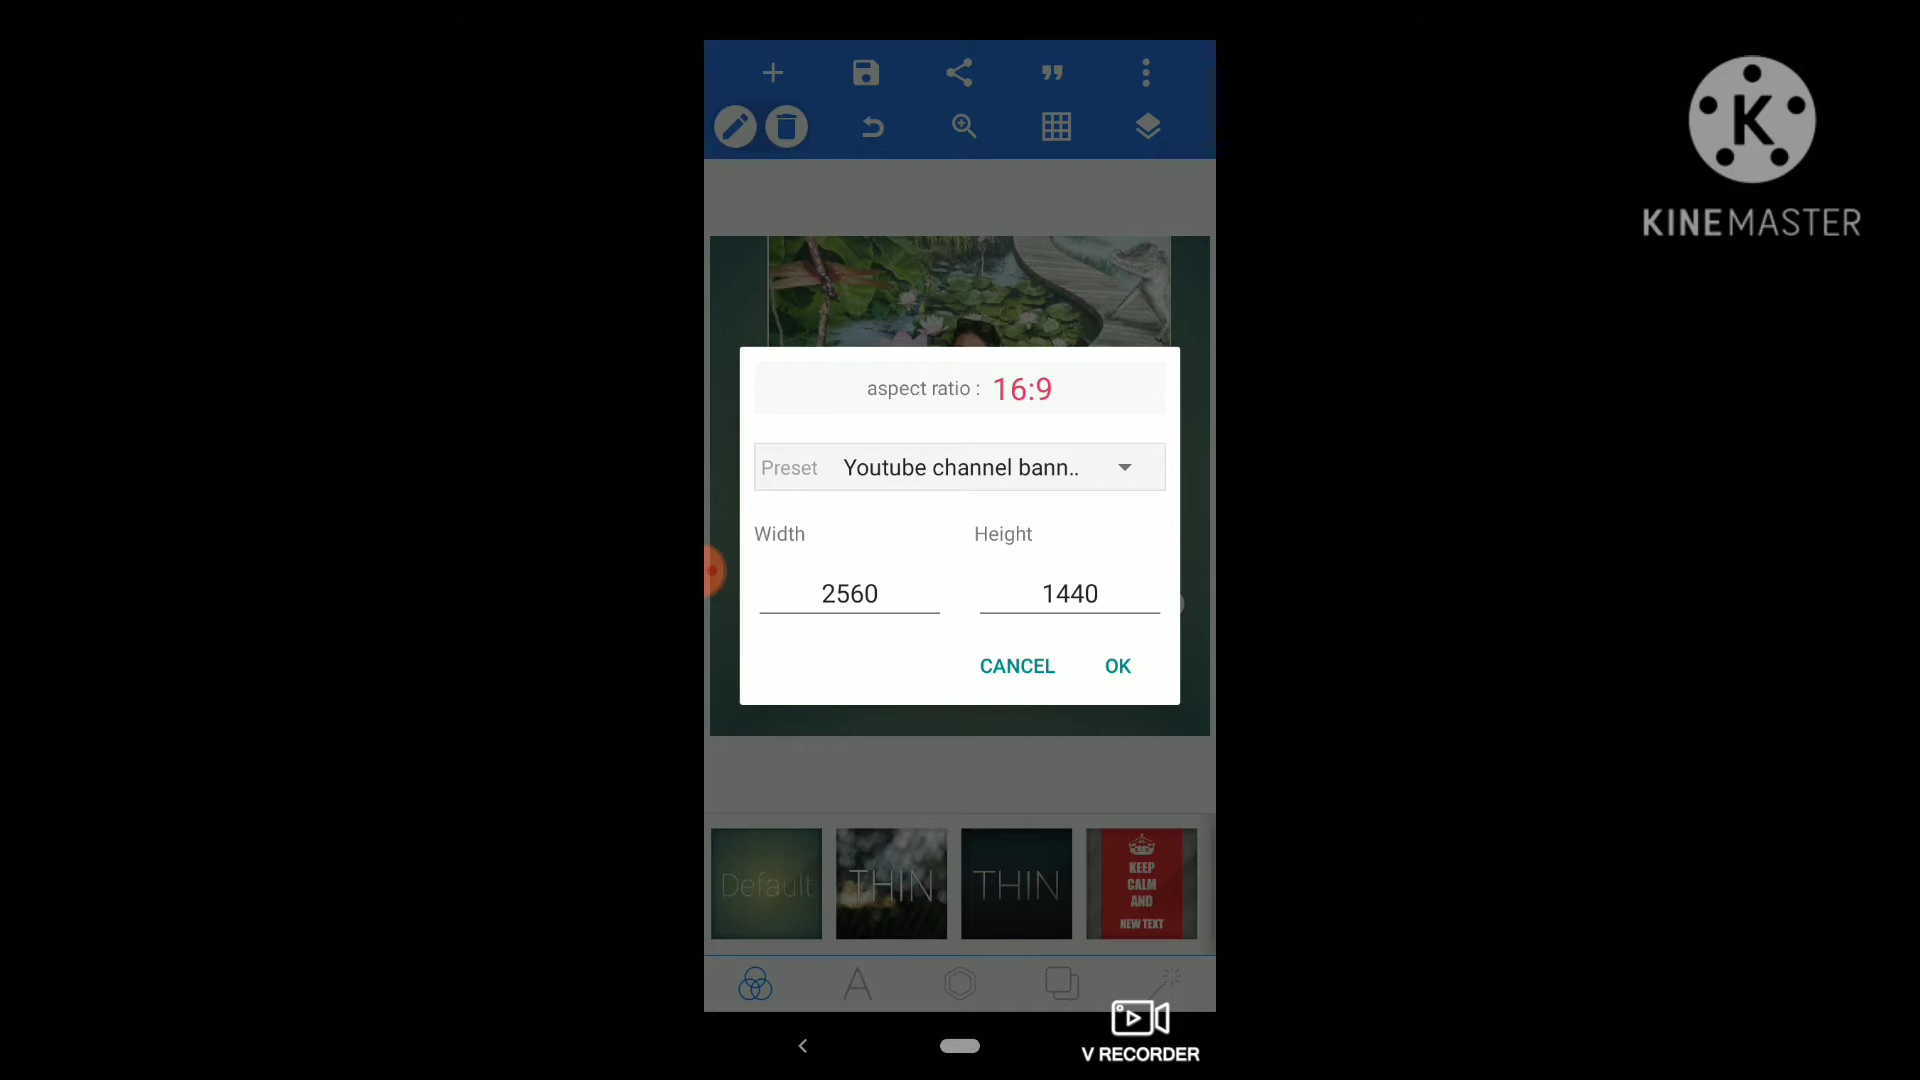 KINEMASTER
aspect ratio : 16:9
Preset Youtube channel bann..
Width Height
2560 1440
CANCEL OK
Default
THIN
THIN
KEEP
CALM
AND
NEW TEXT
A
V RECORDER